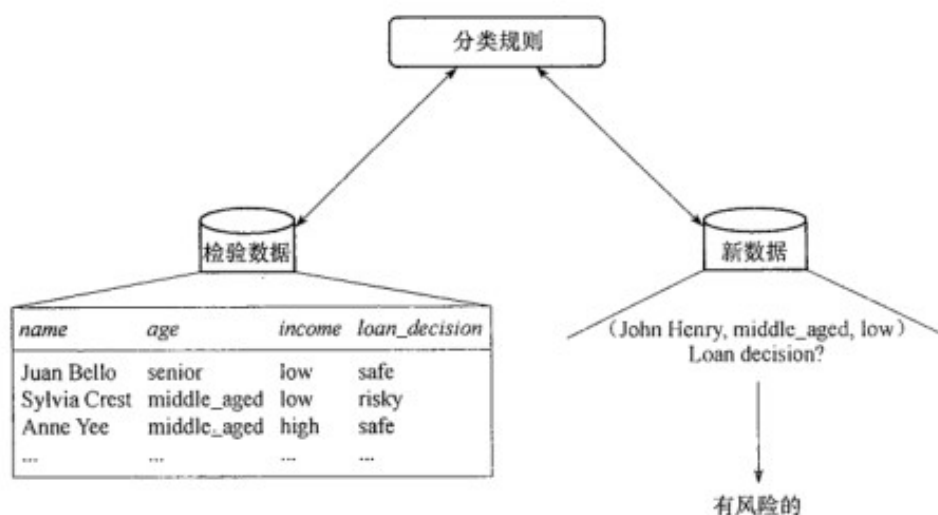 分类规则
检验数据
新数据
name age income loan_decision
Juan Bello senior low safe
Sylvia Crest middle_aged low risky
Anne Yee middle_aged high safe
... ... ... ...
(John Henry, middle_aged, low)
Loan decision?
有风险的